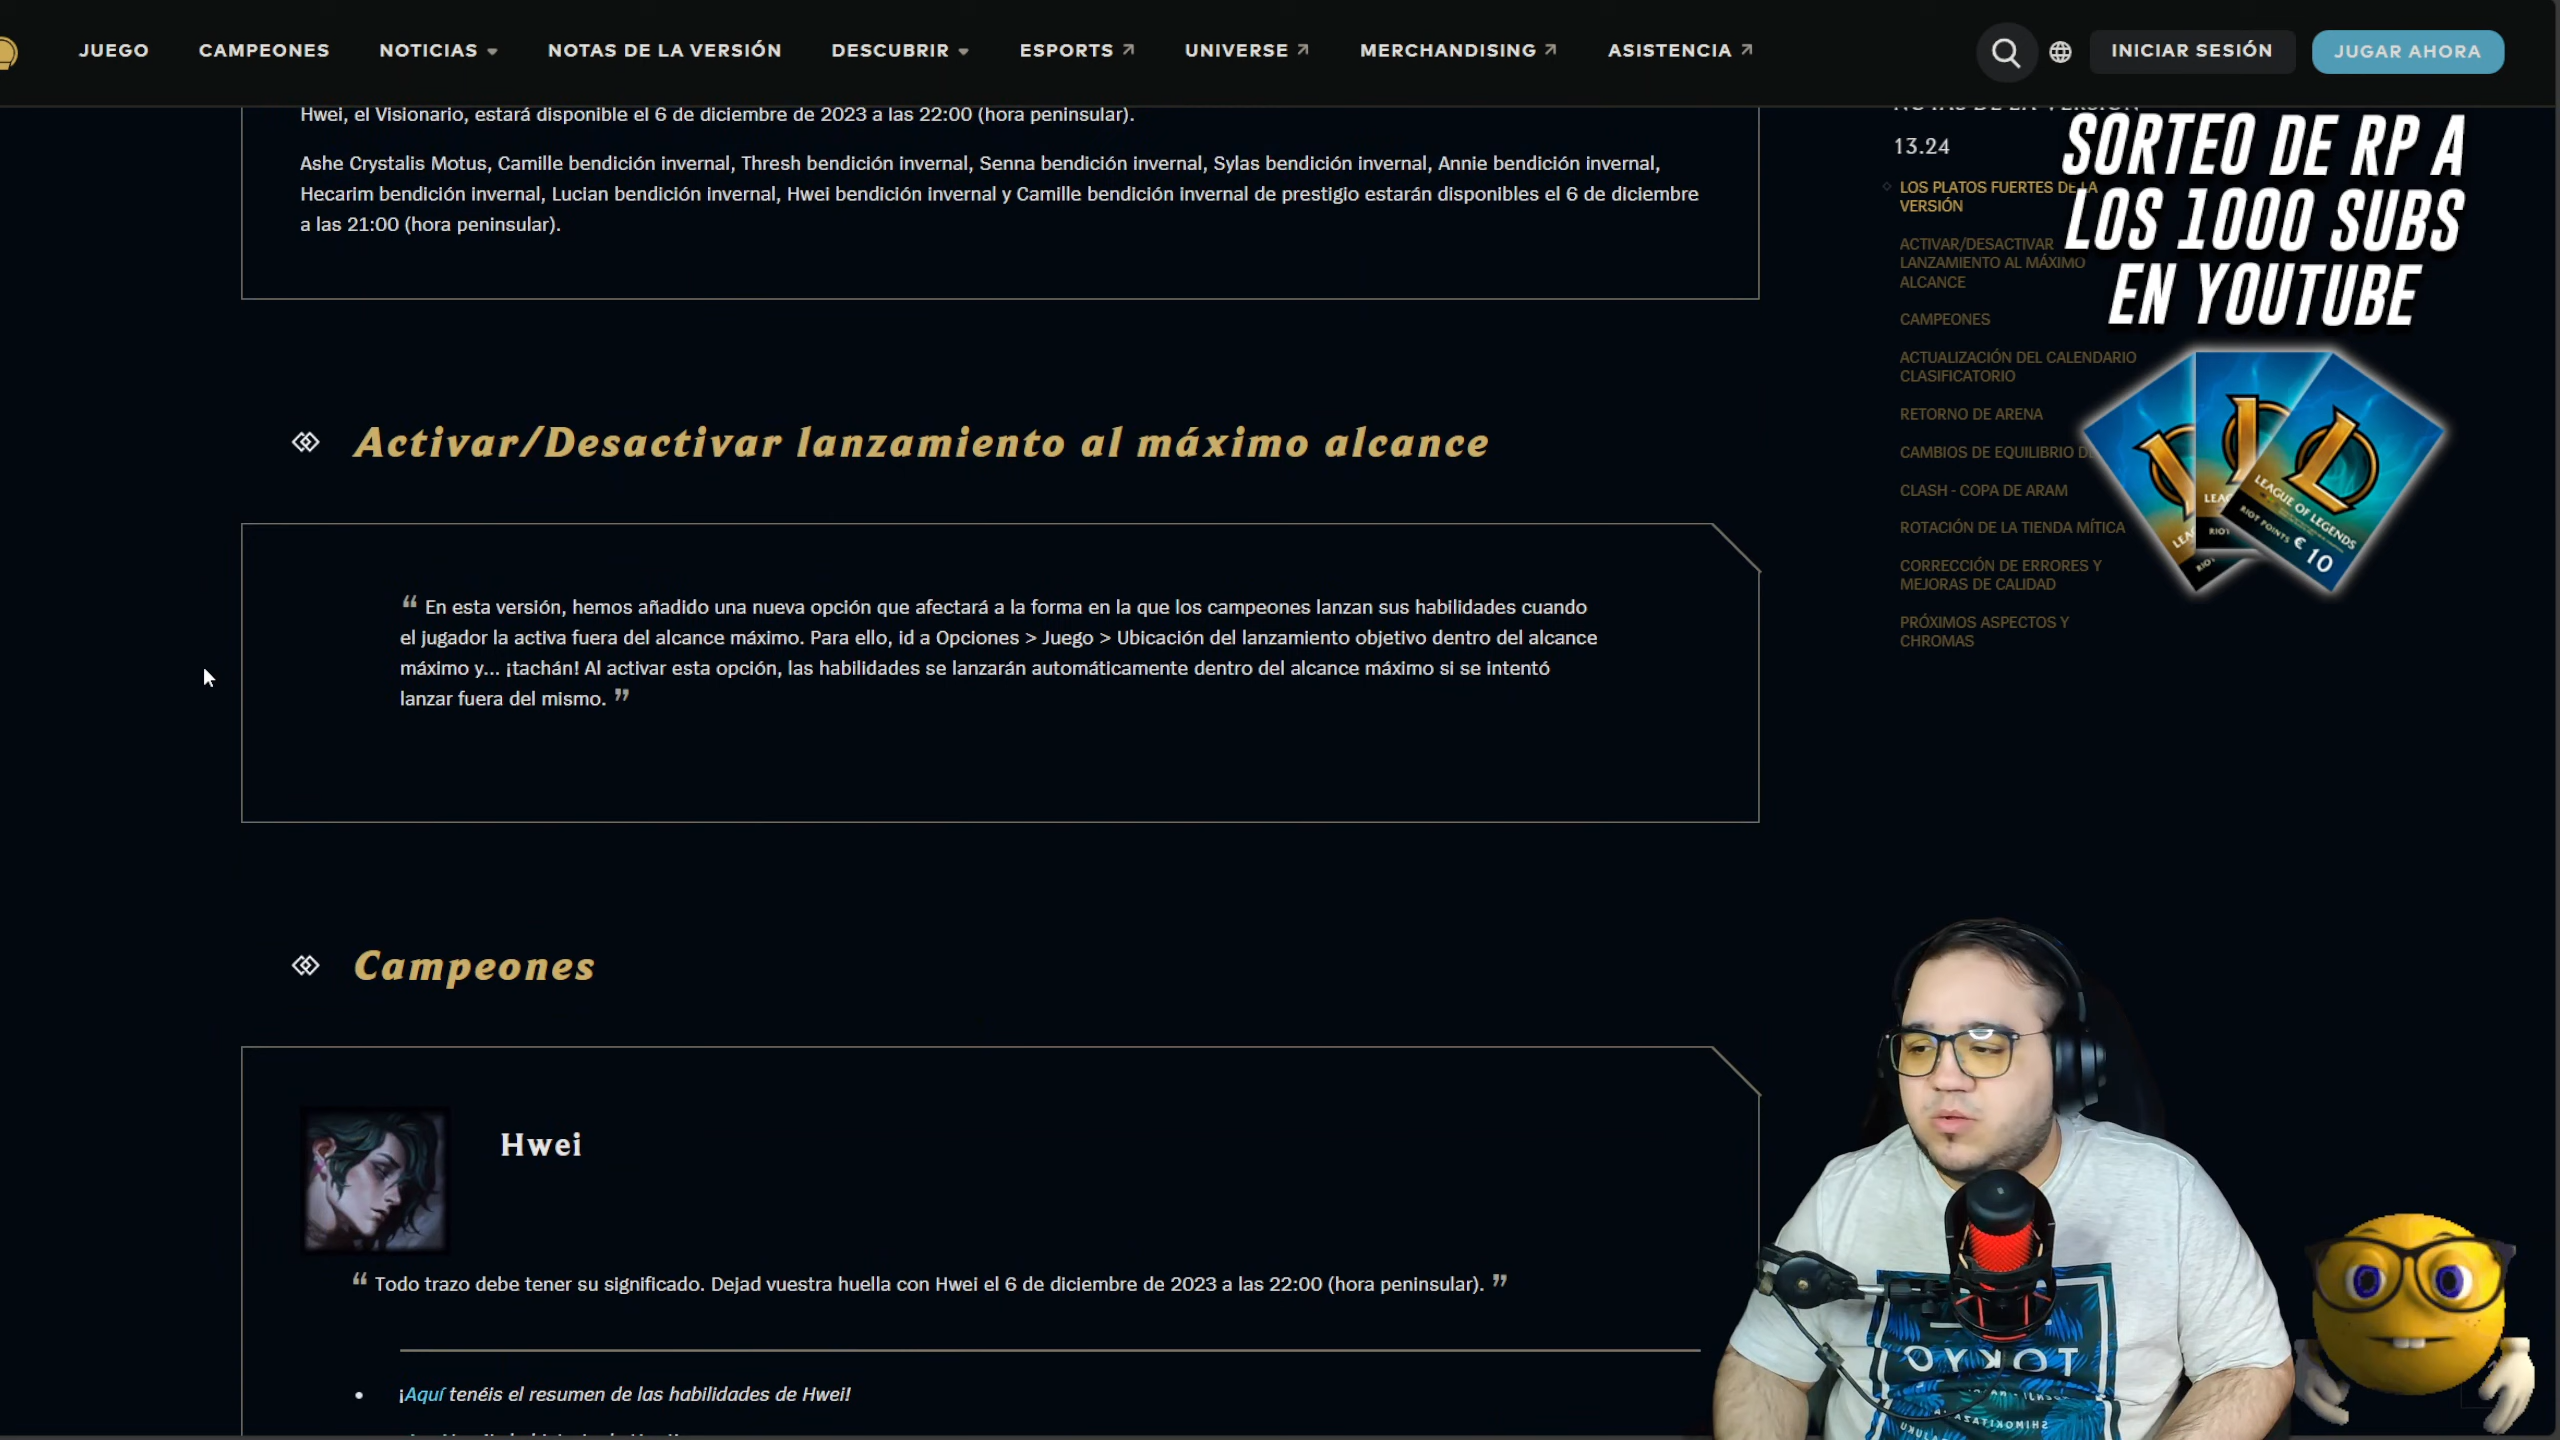 JUEGO CAMPEONES NOTICIAS NOTAS DE LA VERSIÓN DESCUBRIR ESPORTS UNIVERSE MERCHANDISING ASISTENCIA INICIAR SESIÓN JUGAR AHORA
Hwei, el Visionario, estará disponible el 6 de diciembre de 2023 a las 22:00 (hora peninsular).
Ashe Crystalis Motus, Camille bendición invernal, Thresh bendición invernal, Senna bendición invernal, Sylas bendición invernal, Annie bendición invernal,
Hecarim bendición invernal, Lucian bendición invernal, Hwei bendición invernal y Camille bendición invernal de prestigio estarán disponibles el 6 de diciembre
a las 21:00 (hora peninsular).
Activar/Desactivar lanzamiento al máximo alcance
“ En esta versión, hemos añadido una nueva opción que afectará a la forma en la que los campeones lanzan sus habilidades cuando
el jugador la activa fuera del alcance máximo. Para ello, id a Opciones > Juego > Ubicación del lanzamiento objetivo dentro del alcance
máximo y... ¡tachán! Al activar esta opción, las habilidades se lanzarán automáticamente dentro del alcance máximo si se intentó
lanzar fuera del mismo. ”
Campeones
Hwei
“ Todo trazo debe tener su significado. Dejad vuestra huella con Hwei el 6 de diciembre de 2023 a las 22:00 (hora peninsular). ”
• ¡Aquí tenéis el resumen de las habilidades de Hwei!
NOTAS DE LA VERSIÓN
13.24
LOS PLATOS FUERTES DE LA
VERSIÓN
ACTIVAR/DESACTIVAR
LANZAMIENTO AL MÁXIMO
ALCANCE
CAMPEONES
ACTUALIZACIÓN DEL CALENDARIO
CLASIFICATORIO
RETORNO DE ARENA
CAMBIOS DE EQUILIBRIO
CLASH - COPA DE ARAM
ROTACIÓN DE LA TIENDA MÍTICA
CORRECCIÓN DE ERRORES Y
MEJORAS DE CALIDAD
PRÓXIMOS ASPECTOS Y
CHROMAS
SORTEO DE RP A
LOS 1000 SUBS
EN YOUTUBE
LEAGUE OF LEGENDS
RIOT POINTS € 10
TOKYO